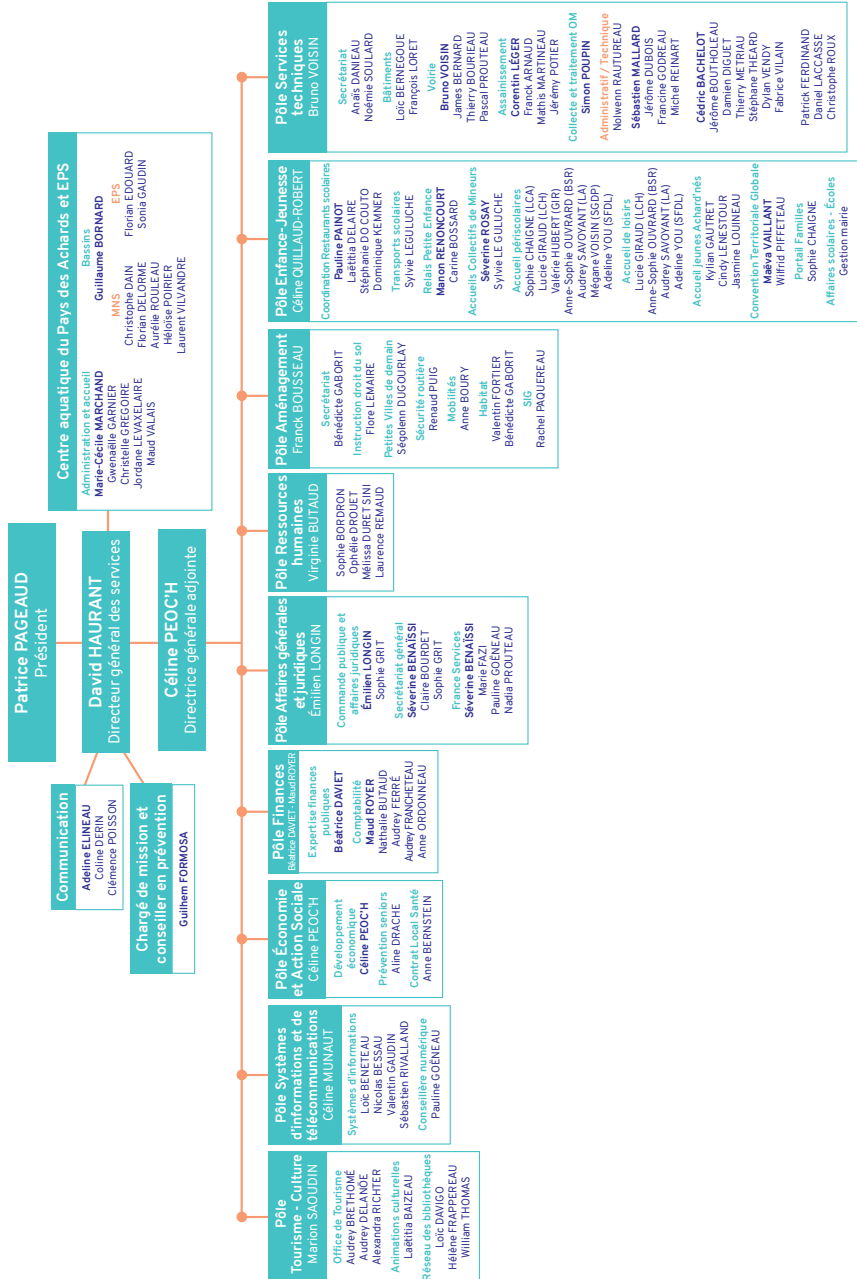 Patrice PAGEAUD
Président
David HAURANT
Directeur général des services
Céline PEOC'H
Directrice générale adjointe
Communication
Adeline ELINEAU
Coline DERIN
Clémence POISSON
Chargé de mission et
conseiller en prévention
Guilhem FORMOSA
Centre aquatique du Pays des Achards et EPS
Administration et accueil
Marie-Cécile MARCHAND
Gwenaëlle GARNIER
Christelle GREGOIRE
Jordane LEVAXELAIRE
Maud VALAIS
Bassins
Guillaume BORNARD
MNS
Christophe DAIN
Florian DELORME
Aurélie ROULEAU
Héloïse POIRIER
Laurent VILVANDRE
EPS
Florian EDOUARD
Sonia GAUDIN
Pôle
Tourisme - Culture
Marion SAOUDIN
Office de Tourisme
Audrey BRETHOMÉ
Audrey DELANOË
Alexandra RICHTER
Animations culturelles
Laëtitia BAIZEAU
Réseau des bibliothèques
Loïc DAVIGO
Hélène FRAPPEREAU
William THOMAS
Pôle Systèmes
d'informations et de
télécommunications
Céline MUNAUT
Systèmes d'informations
Loïc BENETEAU
Nicolas BESSAU
Valentin GAUDIN
Sébastien RIVALLAND
Conseillère numérique
Pauline GOËNEAU
Pôle Économie
et Action Sociale
Céline PEOC'H
Développement
économique
Céline PEOC'H
Prévention seniors
Aline DRACHE
Contrat Local Santé
Anne BERNSTEIN
Pôle Finances
Béatrice DAVIET - Maud ROYER
Expertise finances
publiques
Béatrice DAVIET
Comptabilité
Maud ROYER
Nathalie BUTAUD
Audrey FERRÉ
Audrey FRANCHETEAU
Anne ORDONNEAU
Pôle Affaires générales
et juridiques
Émilien LONGIN
Commande publique et
affaires juridiques
Émilien LONGIN
Sophie GRIT
Secrétariat général
Séverine BENAÏSSI
Claire BOURDET
Sophie GRIT
France Services
Séverine BENAÏSSI
Marie FAZI
Pauline GOËNEAU
Nadia PROUTEAU
Pôle Ressources
humaines
Virginie BUTAUD
Sophie BORDRON
Ophélie DROUET
Mélissa DURET SINI
Laurence REMAUD
Pôle Aménagement
Franck BOUSSEAU
Secrétariat
Bénédicte GABORIT
Instruction droit du sol
Flore LEMAIRE
Petites Villes de demain
Ségolenn DUGOURLAY
Sécurité routière
Renaud PUIG
Mobilités
Anne BOURY
Habitat
Valentin FORTIER
Bénédicte GABORIT
SIG
Rachel PAQUEREAU
Pôle Enfance-Jeunesse
Céline QUILLAUD-ROBERT
Coordination Restaurants scolaires
Pauline PAINOT
Laëtitia DELAIRE
Stéphanie DO COUTO
Dominique KEMNER
Transports scolaires
Sylvie LEGULUCHE
Relais Petite Enfance
Manon RENONCOURT
Carine BOSSARD
Accueils Collectifs de Mineurs
Séverine ROSAY
Sylvie LE GULUCHE
Accueil périscolaires
Sophie CHAIGNE (LCA)
Lucie GIRAUD (LCH)
Valérie HUBERT (GIR)
Anne-Sophie OUVRARD (BSR)
Audrey SAVOYANT (LA)
Mégane VOISIN (SGDP)
Adeline YOU (SFDL)
Accueil de loisirs
Lucie GIRAUD (LCH)
Anne-Sophie OUVRARD (BSR)
Audrey SAVOYANT (LA)
Adeline YOU (SFDL)
Accueil jeunes Achard'nés
Kylian GAUTRET
Cindy LENESTOUR
Jasmine LOUINEAU
Convention Territoriale Globale
Maëva VAILLANT
Wilfrid PIFFETEAU
Portail Familles
Sophie CHAIGNE
Affaires scolaires - Écoles
Gestion mairie
Pôle Services
techniques
Bruno VOISIN
Secrétariat
Anaïs DANIEAU
Noémie SOULARD
Bâtiments
Loïc BERNEGOUE
François LORET
Voirie
Bruno VOISIN
James BERNARD
Thierry BOURIEAU
Pascal PROUTEAU
Assainissement
Corentin LÉGER
Franck ARNAUD
Mathis MARTINEAU
Jérémy POTIER
Collecte et traitement OM
Simon POUPIN
Administratif / Technique
Nolwenn RAUTUREAU
Sébastien MALLARD
Jérôme DUBOIS
Francine GODREAU
Michel REINART
Cédric BACHELOT
Jérôme BOUTHOLEAU
Damien DIGUET
Thierry METRIAU
Stéphane THEARD
Dylan VENDY
Fabrice VILAIN
Patrick FERDINAND
Daniel LACCASSE
Christophe ROUX